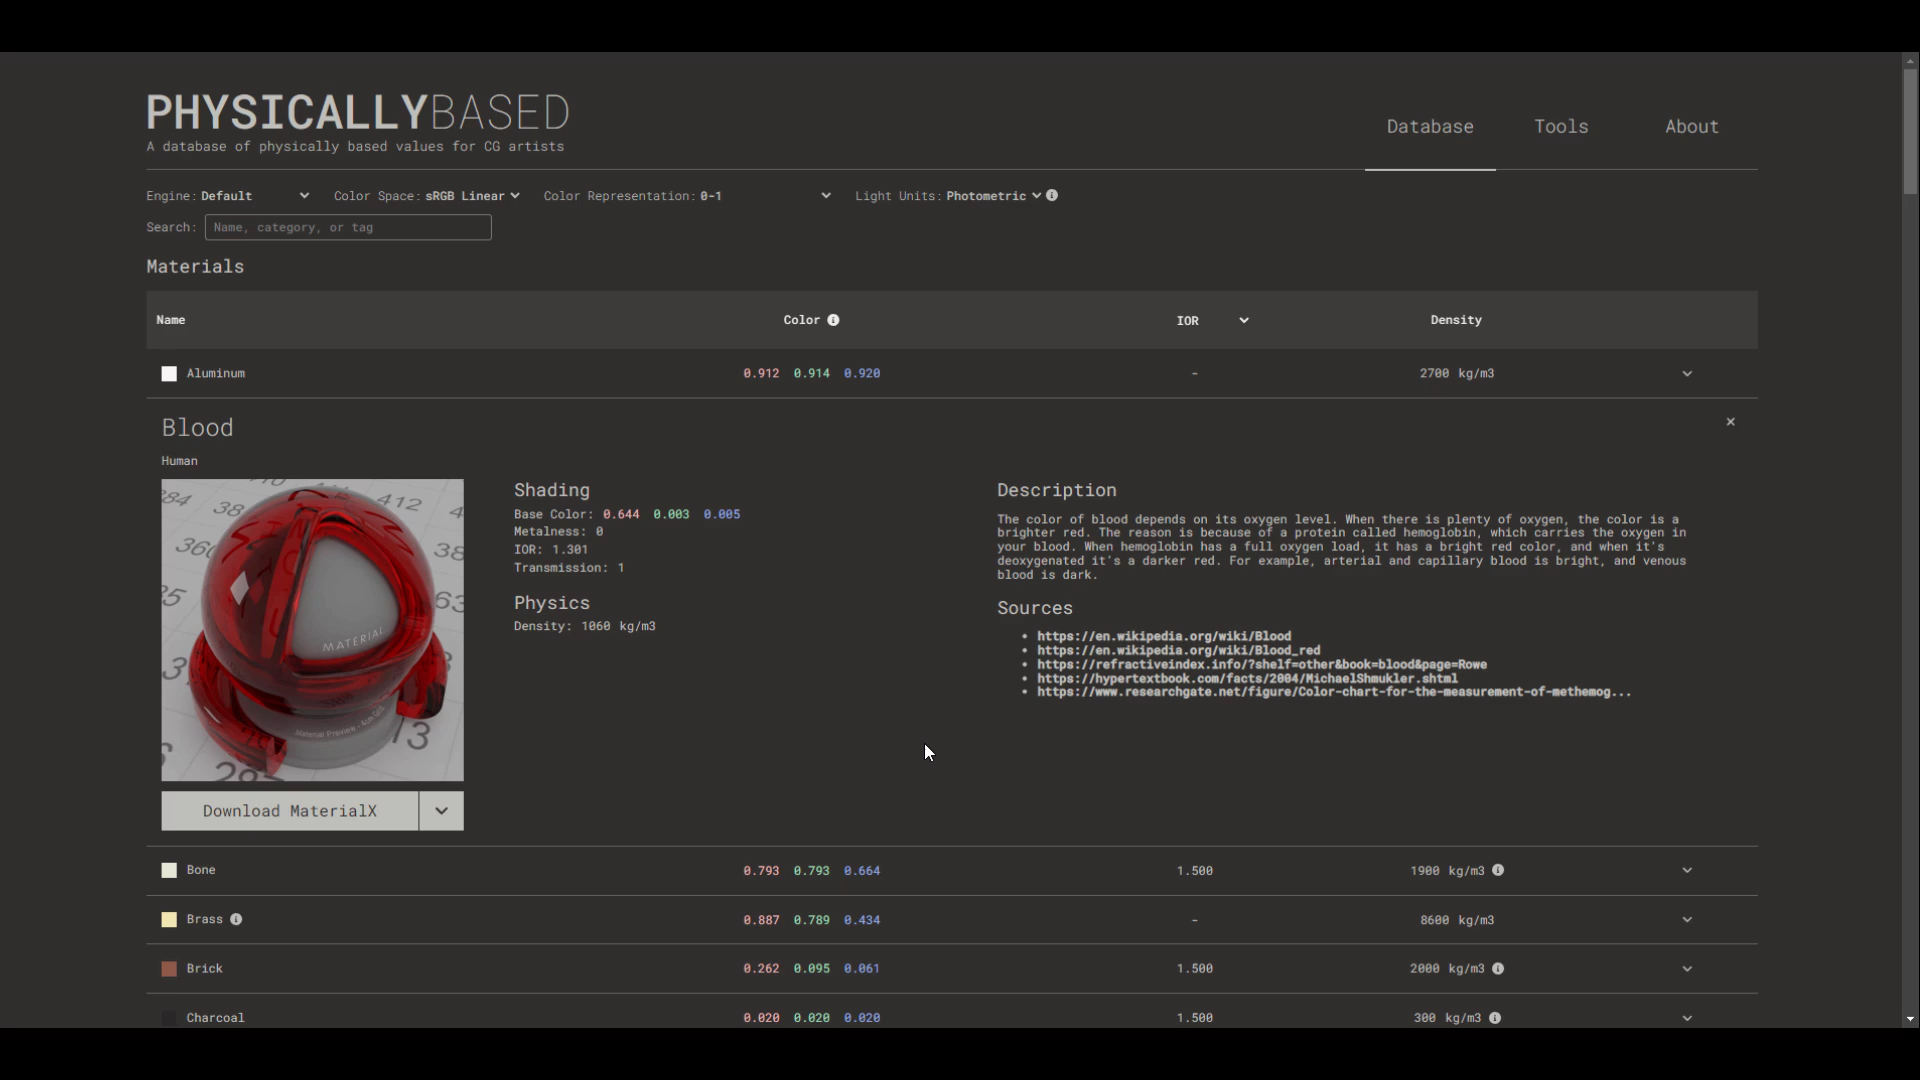 PHYSICALLYBASED
A database of physically based values for CG artists
Database Tools About
Engine: Default Color Space: sRGB Linear Color Representation: 0-1 Light Units: Photometric
Search: Name, category, or tag
Materials
Name Color IOR Density
Aluminum 0.912 0.914 0.920 - 2700 kg/m3
Blood
Human
384 38 412
360 38
35 63
MATERIAL
Download MaterialX
Shading
Base Color: 0.644 0.003 0.005
Metalness: 0
IOR: 1.301
Transmission: 1
Physics
Density: 1060 kg/m3
Description
The color of blood depends on its oxygen level. When there is plenty of oxygen, the color is a
brighter red. The reason is because of a protein called hemoglobin, which carries the oxygen in
your blood. When hemoglobin has a full oxygen load, it has a bright red color, and when it's
deoxygenated it's a darker red. For example, arterial and capillary blood is bright, and venous
blood is dark.
Sources
• https://en.wikipedia.org/wiki/Blood
• https://en.wikipedia.org/wiki/Blood_red
• https://refractiveindex.info/?shelf=other&book=blood&page=Rowe
• https://hypertextbook.com/facts/2004/MichaelShmukler.shtml
• https://www.researchgate.net/figure/Color-chart-for-the-measurement-of-methemog...
Bone 0.793 0.793 0.664 1.500 1900 kg/m3
Brass 0.887 0.789 0.434 - 8600 kg/m3
Brick 0.262 0.095 0.061 1.500 2000 kg/m3
Charcoal 0.020 0.020 0.020 1.500 300 kg/m3